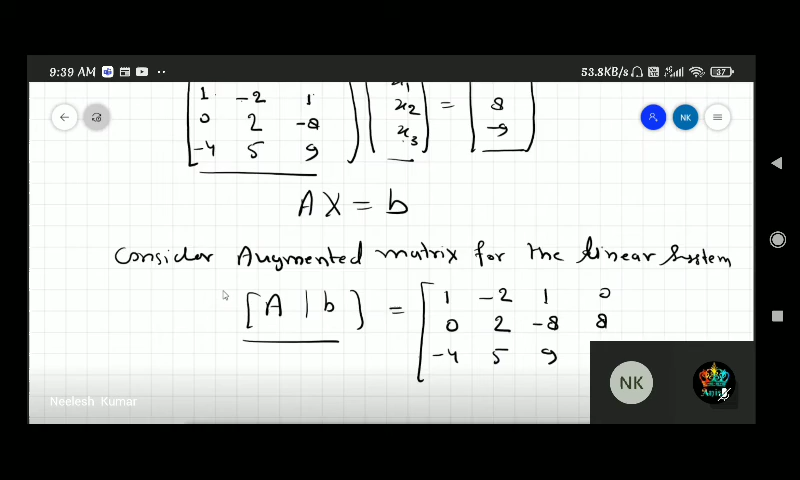 9:39 AM 53.8KB/s 37
1 -2 1 x₁
0 2 -8 x₂ = 8
-4 5 9 x₃ -9
NK
AX = b
Consider Augmented matrix for the linear System
[A | b] = [ 1 -2 1 0
0 2 -8 8
-4 5 9
NK
Neelesh Kumar